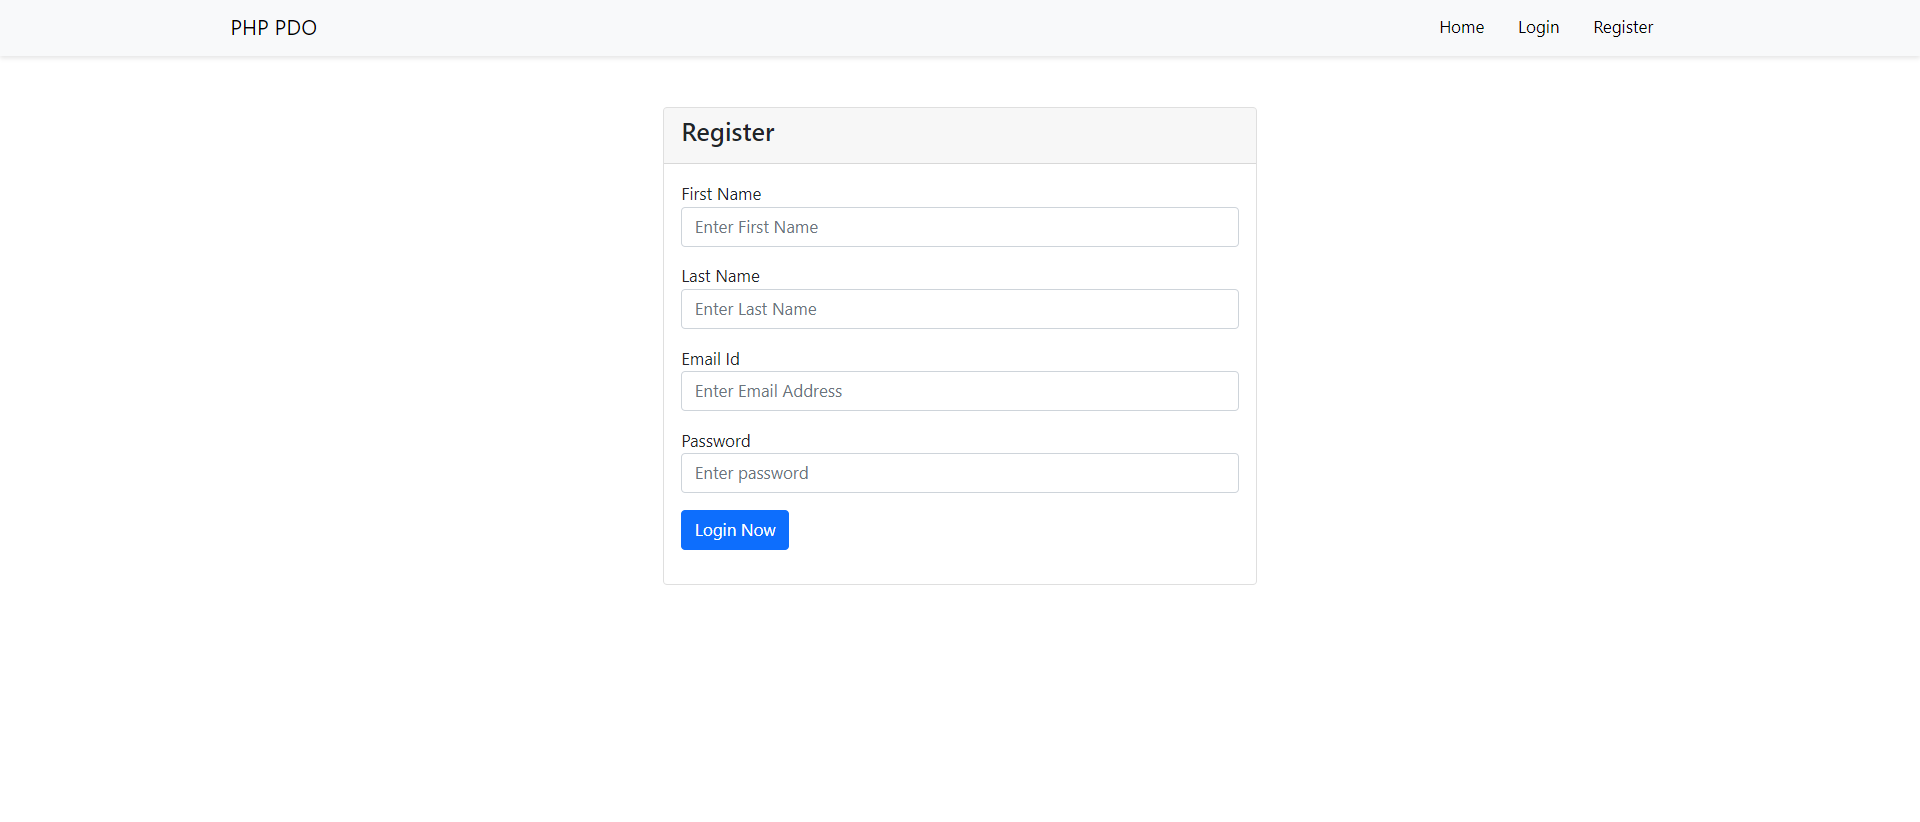 PHP PDO Home Login Register
Register
First Name
Enter First Name
Last Name
Enter Last Name
Email Id
Enter Email Address
Password
Enter password
Login Now